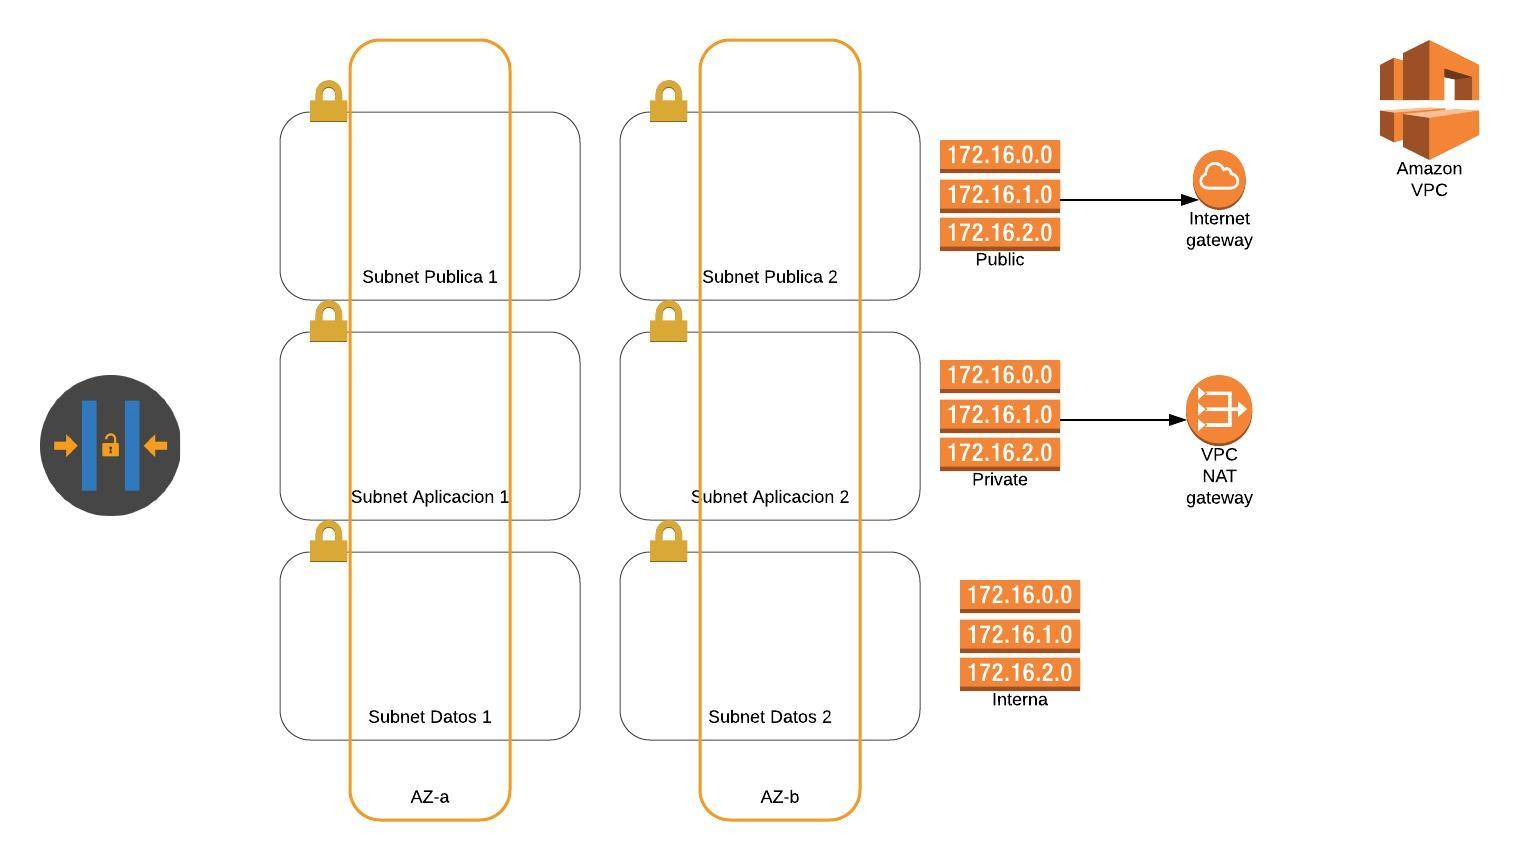 Amazon
VPC
172.16.0.0
172.16.1.0
172.16.2.0
Public
Internet
gateway
Subnet Publica 1
Subnet Publica 2
172.16.0.0
172.16.1.0
172.16.2.0
Private
VPC
NAT
gateway
Subnet Aplicacion 1
Subnet Aplicacion 2
172.16.0.0
172.16.1.0
172.16.2.0
Interna
Subnet Datos 1
Subnet Datos 2
AZ-a
AZ-b